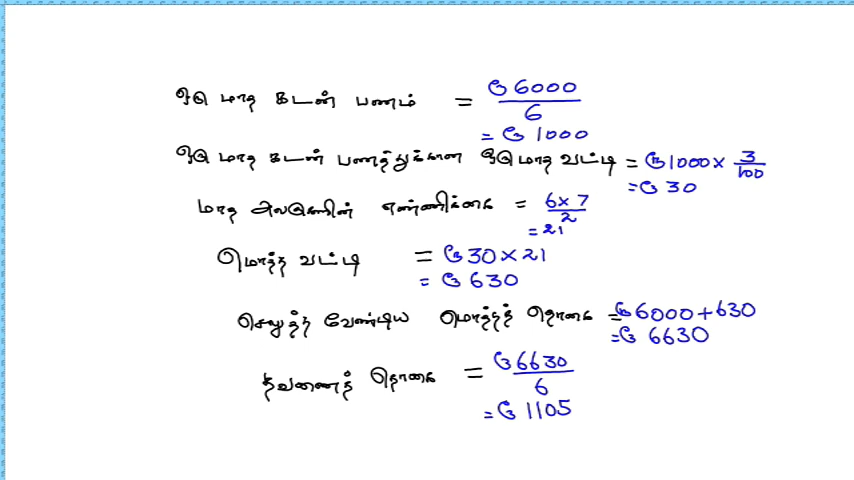 ஒரு மாத கடன் பணம் = ரூ 6000 / 6
= ரூ 1000
ஒரு மாத கடன் பணத்துக்கான ஒரு மாத வட்டி = ரூ 1000 × 3/100
= ரூ 30
மாத அலகுகளின் எண்ணிக்கை = 6 × 7 / 2
= 21
மொத்த வட்டி = ரூ 30 × 21
= ரூ 630
செலுத்த வேண்டிய மொத்தத் தொகை = ரூ 6000 + 630
= ரூ 6630
தவணைத் தொகை = ரூ 6630 / 6
= ரூ 1105